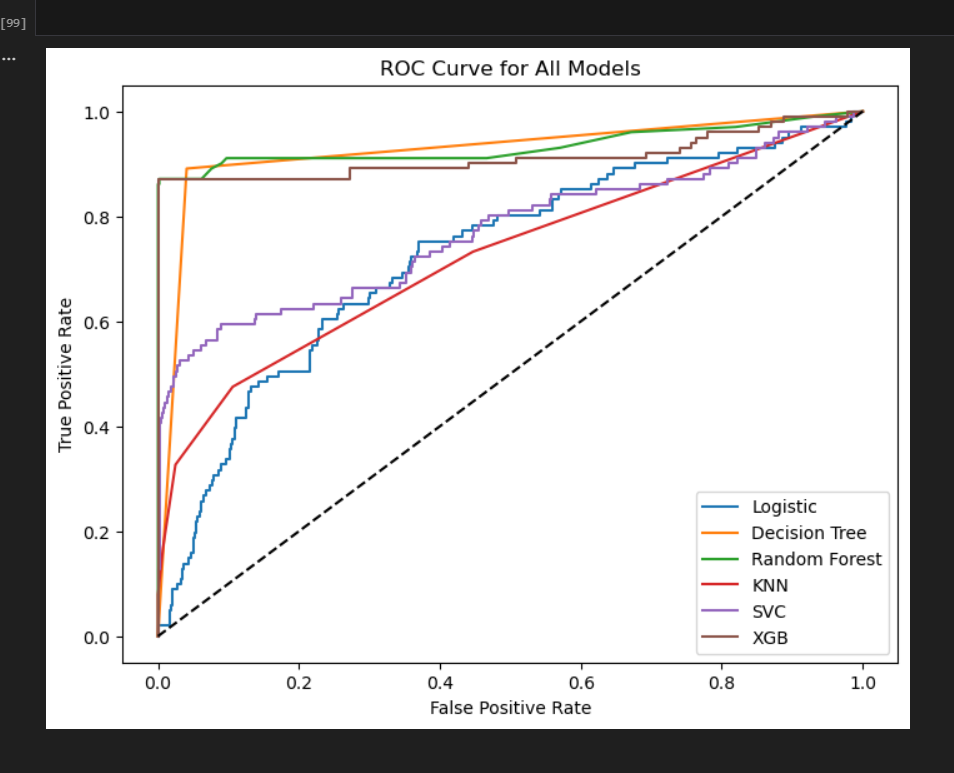 [99]
...
ROC Curve for All Models
1.0
0.8
0.6
0.4
0.2
0.0
True Positive Rate
Logistic
Decision Tree
Random Forest
KNN
SVC
XGB
0.0 0.2 0.4 0.6 0.8 1.0
False Positive Rate